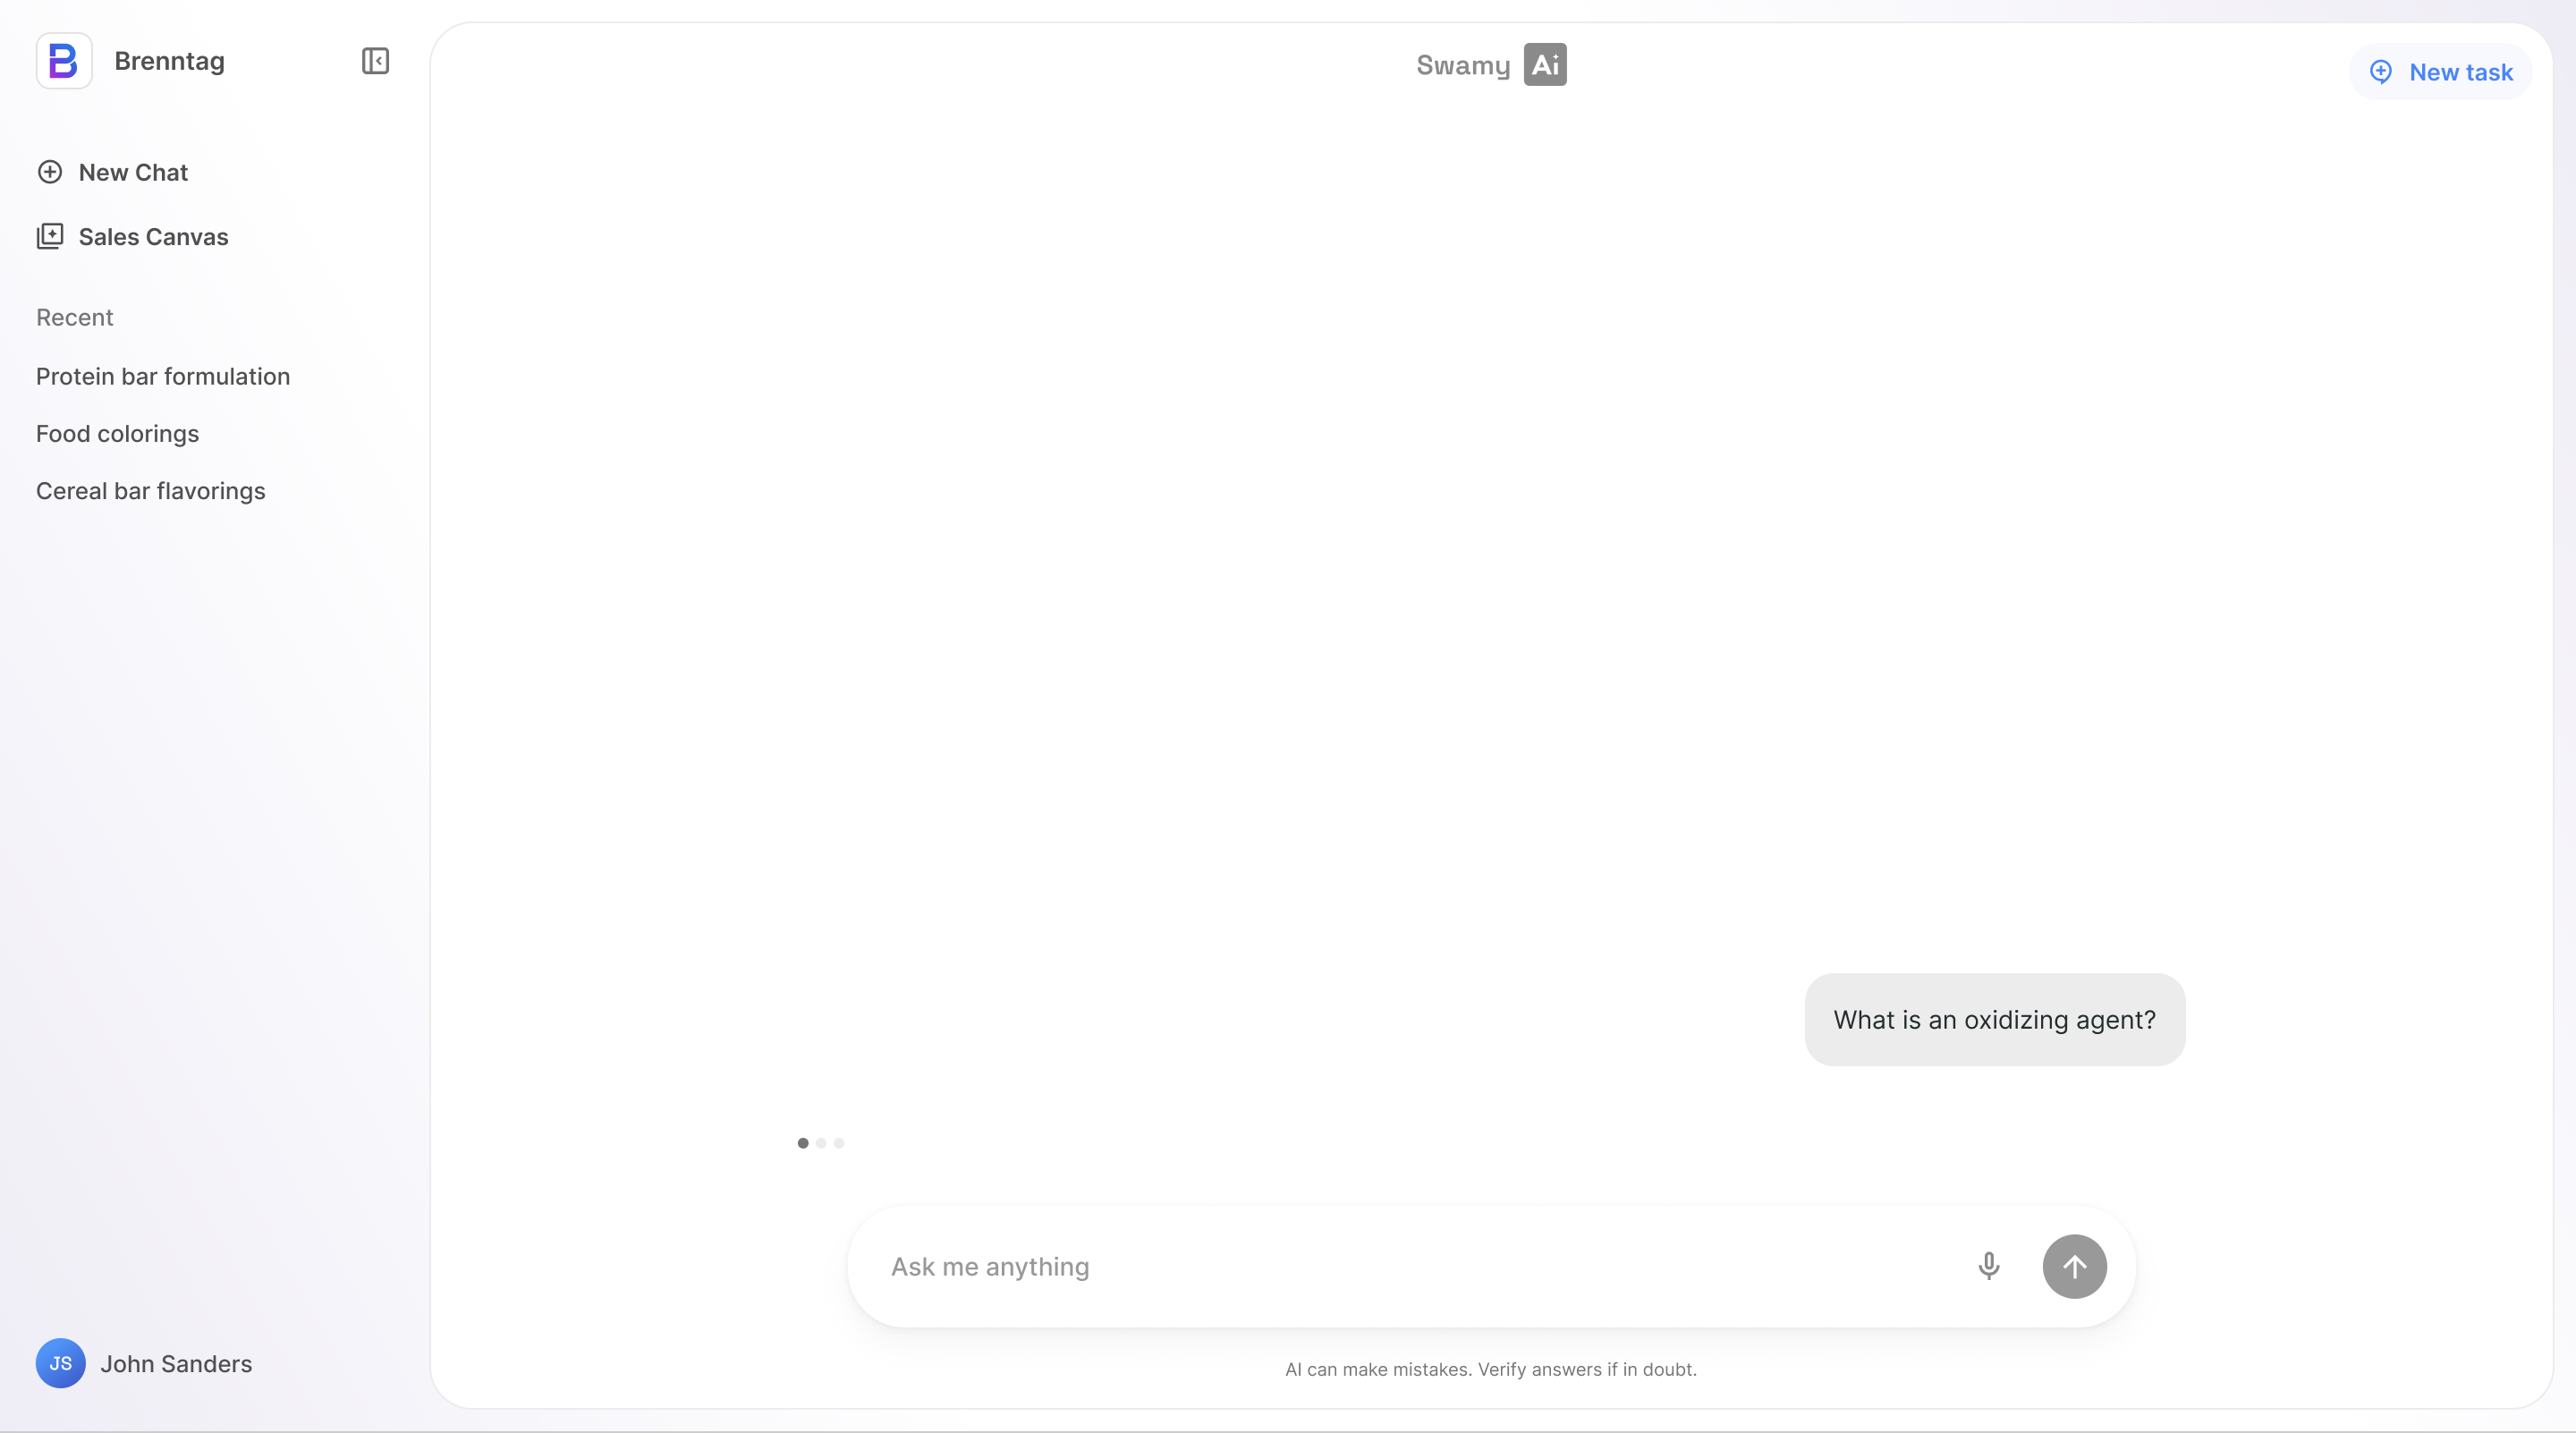 Brenntag
New Chat
Sales Canvas
Recent
Protein bar formulation
Food colorings
Cereal bar flavorings
JS John Sanders
Swamy Ai
New task
What is an oxidizing agent?
Ask me anything
AI can make mistakes. Verify answers if in doubt.